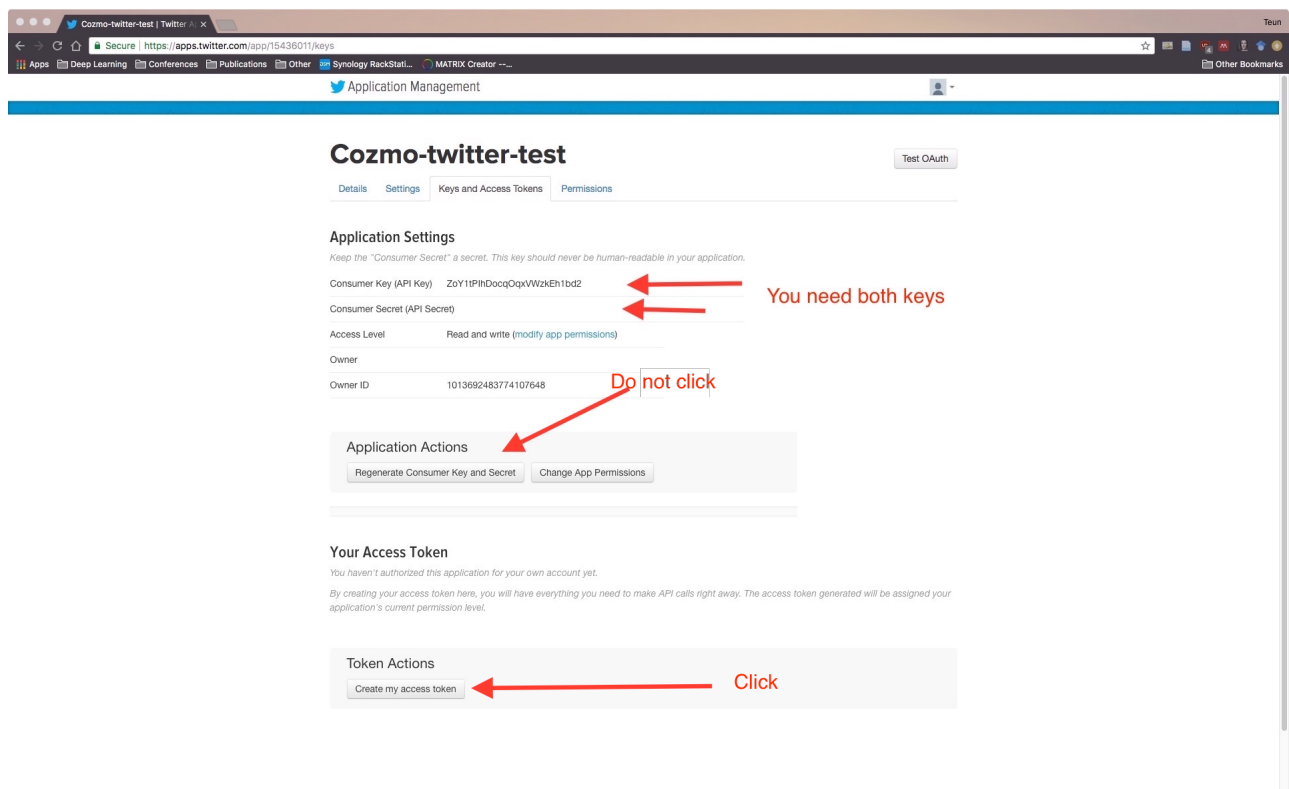 Cozmo-twitter-test | Twitter A
Teun
Secure | https://apps.twitter.com/app/15436011/keys
Apps Deep Learning Conferences Publications Other Synology RackStati... MATRIX Creator --... Other Bookmarks
Application Management
Cozmo-twitter-test
Test OAuth
Details Settings Keys and Access Tokens Permissions
Application Settings
Keep the "Consumer Secret" a secret. This key should never be human-readable in your application.
Consumer Key (API Key) ZoY1tPIhDocqOqxVWzkEh1bd2
You need both keys
Consumer Secret (API Secret)
Access Level Read and write (modify app permissions)
Owner
Owner ID 1013692483774107648
Do not click
Application Actions
Regenerate Consumer Key and Secret Change App Permissions
Your Access Token
You haven't authorized this application for your own account yet.
By creating your access token here, you will have everything you need to make API calls right away. The access token generated will be assigned your
application's current permission level.
Token Actions
Create my access token
Click